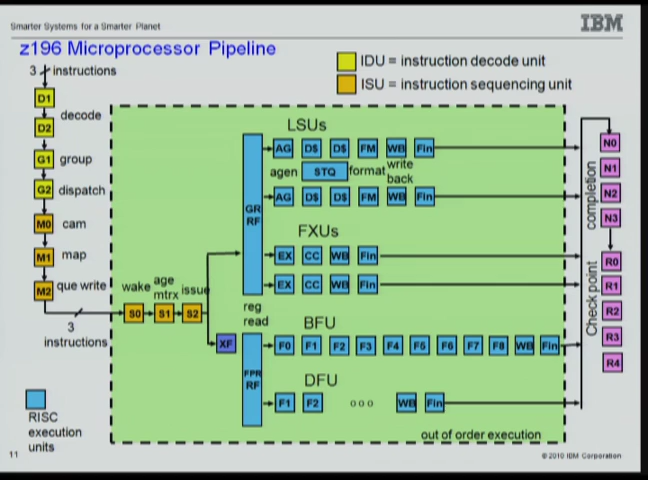 Smarter Systems for a Smarter Planet
IBM
z196 Microprocessor Pipeline
IDU = instruction decode unit
ISU = instruction sequencing unit
3 instructions
D1
decode
D2
G1 group
G2 dispatch
M0 cam
M1 map
M2 que write
3
instructions
wake age mtrx issue
S0 S1 S2
XF
LSUs
GR RF
AG D$ D$ FM WB Fin
agen STQ format write back
AG D$ D$ FM WB Fin
FXUs
EX CC WB Fin
EX CC WB Fin
reg read
BFU
FPR RF
F0 F1 F2 F3 F4 F5 F6 F7 F8 WB Fin
DFU
F1 F2 ooo WB Fin
out of order execution
completion
N0
N1
N2
N3
Check point
R0
R1
R2
R3
R4
RISC
execution
units
11
© 2010 IBM Corporation